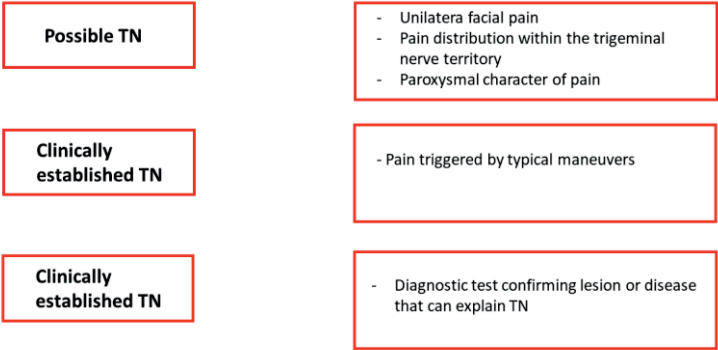 Possible TN
- Unilatera facial pain
- Pain distribution within the trigeminal
nerve territory
- Paroxysmal character of pain
Clinically
established TN
- Pain triggered by typical maneuvers
Clinically
established TN
- Diagnostic test confirming lesion or disease
that can explain TN